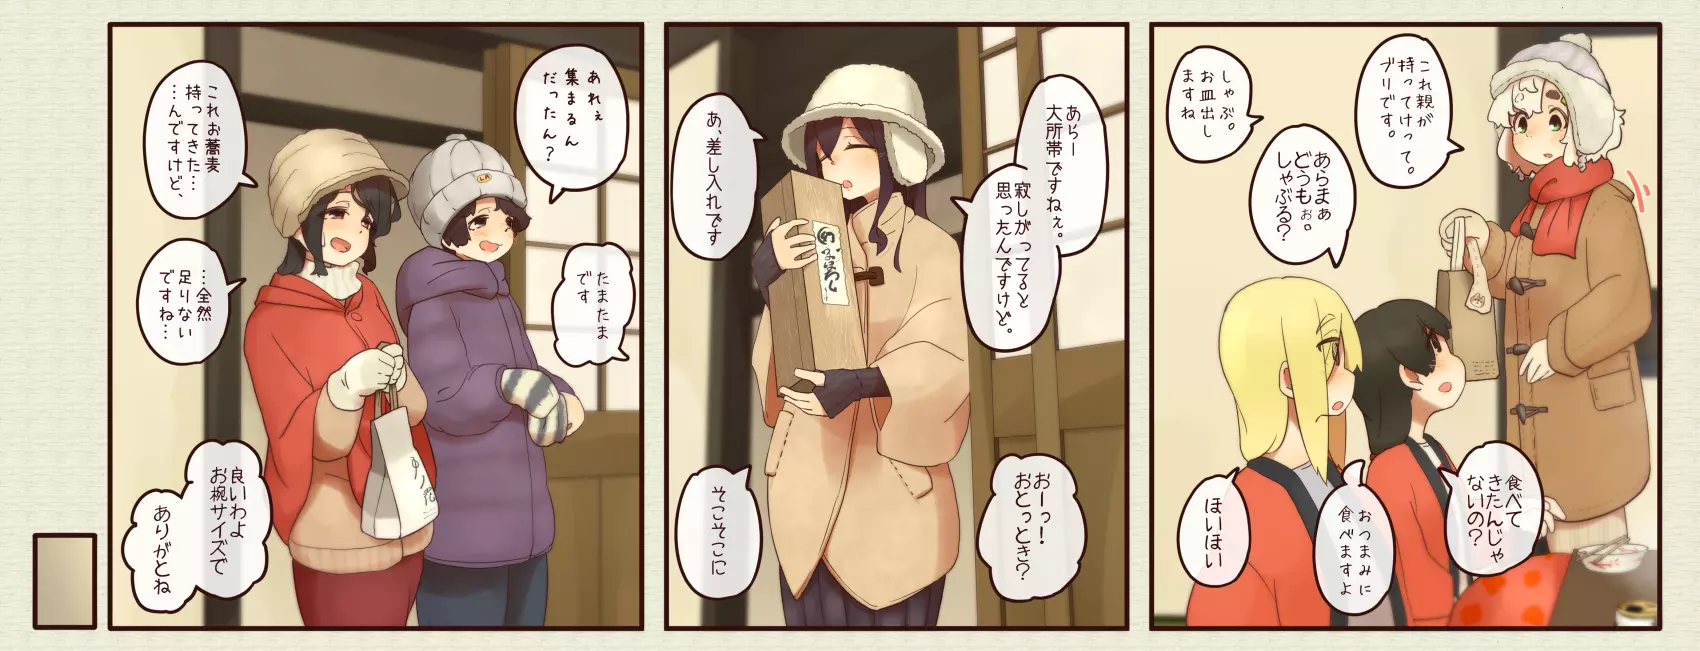 これ親が
持ってけって。
ブリです。
しゃぶ。
お皿出し
ますね
あらまぁ
どうもぉ。
しゃぶる？
食べて
きたんじゃ
ないの？
おつまみに
食べますよ
ほいほい
あらー
大所帯ですねぇ。
寂しがってると
思ったんですけど。
あ、差し入れです
おーっ！
おとっとき？
そこそこに
あれぇ
集まるん
だったん？
たまたま
です
これお蕎麦
持ってきた…
…んですけど、
…全然
足りない
ですね…
良いわよ
お椀サイズで
ありがとね